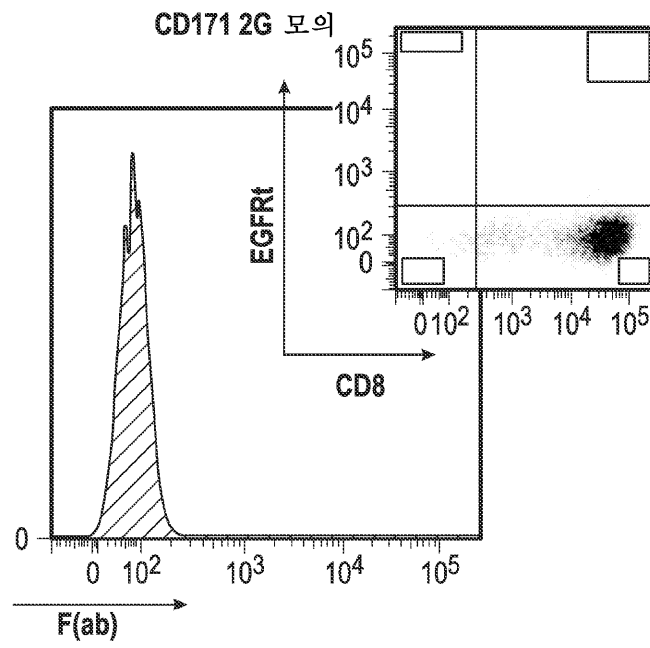 CD171 2G 모의
10⁵
10⁴
10³
10²
0
EGFRt
0 10² 10³ 10⁴ 10⁵
CD8
0
0 10² 10³ 10⁴ 10⁵
F(ab)